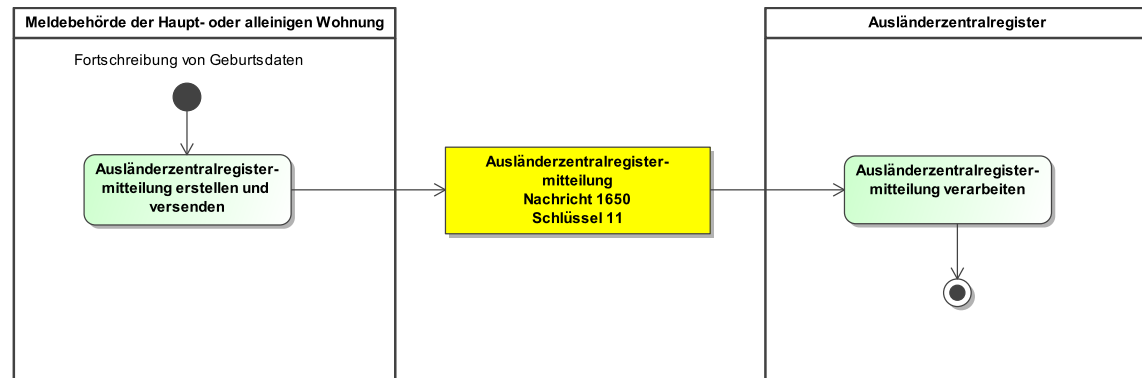 Meldebehörde der Haupt- oder alleinigen Wohnung
Ausländerzentralregister
Fortschreibung von Geburtsdaten
Ausländerzentralregister-
mitteilung erstellen und
versenden
Ausländerzentralregister-
mitteilung
Nachricht 1650
Schlüssel 11
Ausländerzentralregister-
mitteilung verarbeiten